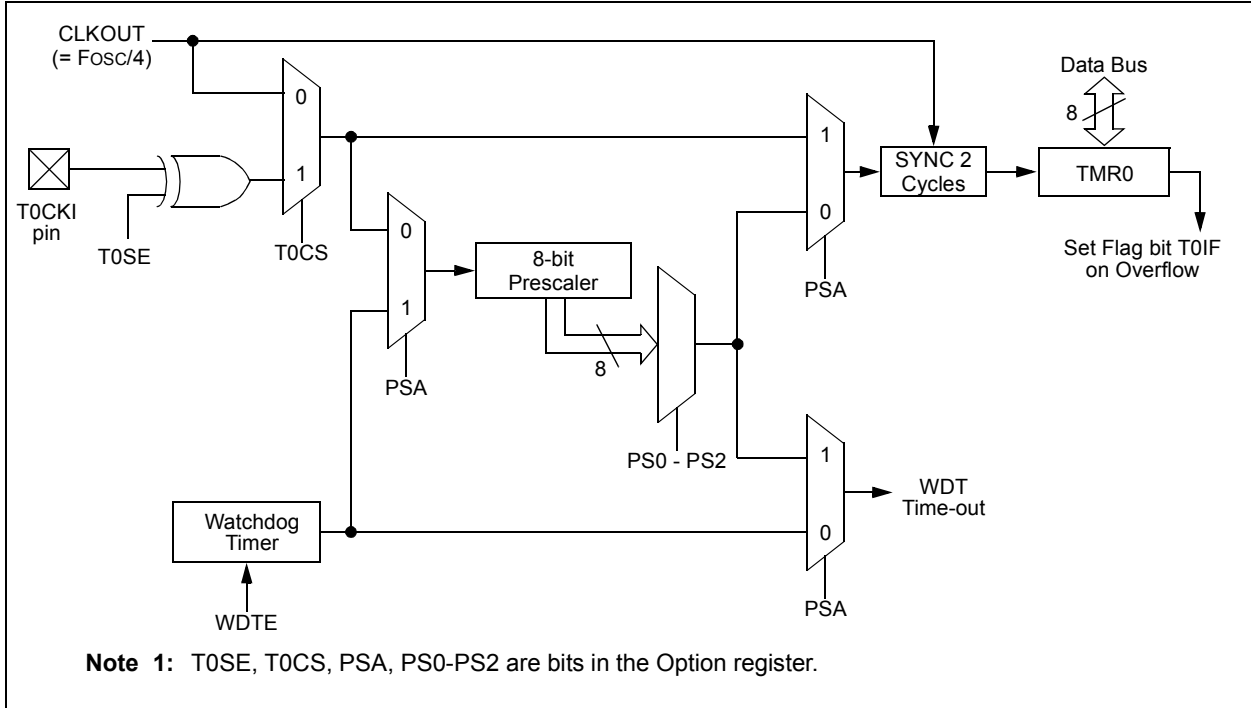 CLKOUT
(= FOSC/4)
Data Bus
8
0
1
T0CKI
pin
T0SE
T0CS
0
1
PSA
8-bit
Prescaler
8
PS0 - PS2
1
0
PSA
SYNC 2
Cycles
TMR0
Set Flag bit T0IF
on Overflow
1
0
PSA
WDT
Time-out
Watchdog
Timer
WDTE
Note 1: T0SE, T0CS, PSA, PS0-PS2 are bits in the Option register.